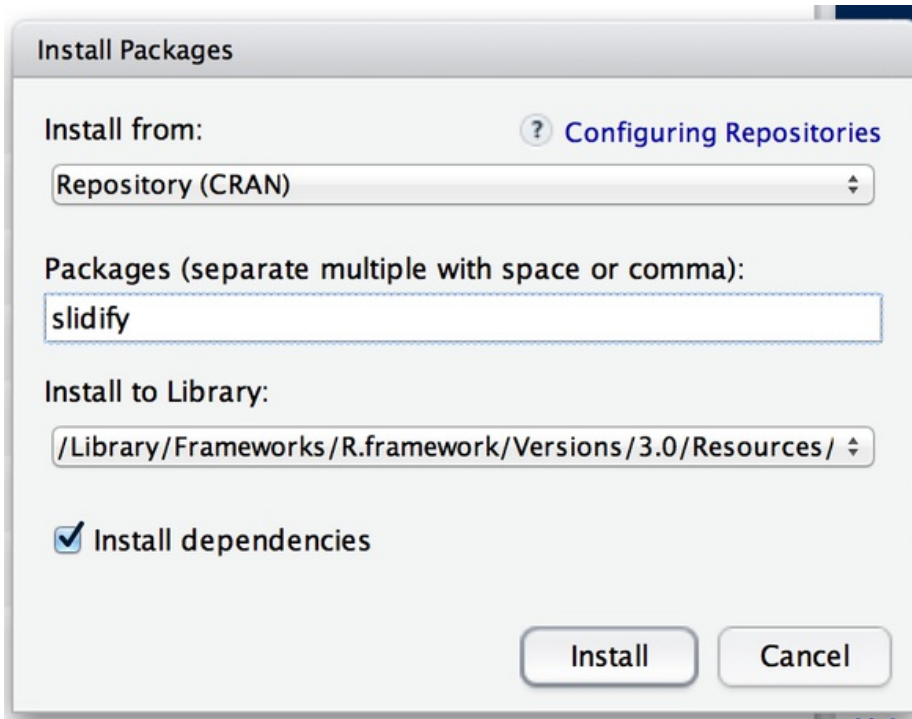 Install Packages
Install from:
? Configuring Repositories
Repository (CRAN)
Packages (separate multiple with space or comma):
slidify
Install to Library:
/Library/Frameworks/R.framework/Versions/3.0/Resources/
Install dependencies
Install
Cancel